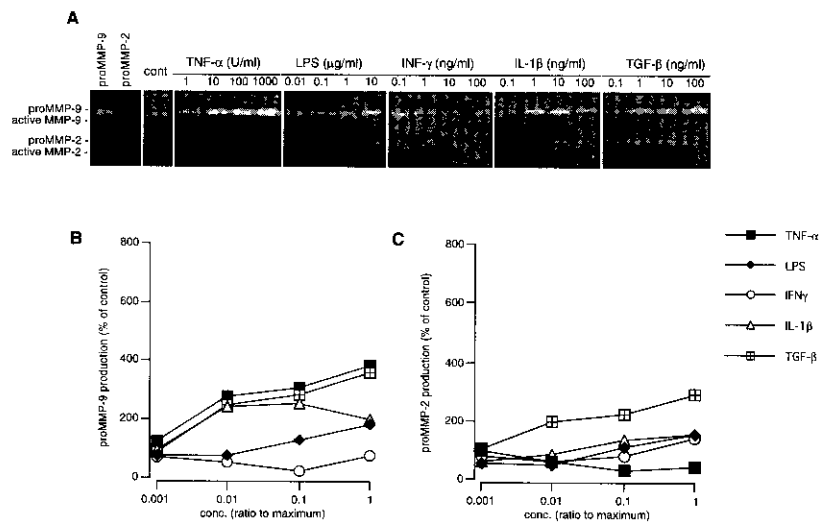 A
proMMP-9
proMMP-2
cont
TNF-α (U/ml)
1 10 100 1000
LPS (μg/ml)
0.01 0.1 1 10
INF-γ (ng/ml)
0.1 1 10 100
IL-1β (ng/ml)
0.1 1 10 100
TGF-β (ng/ml)
0.1 1 10 100
proMMP-9 -
active MMP-9 -
proMMP-2 -
active MMP-2 -
B
proMMP-9 production (% of control)
800
600
400
200
0
0.001 0.01 0.1 1
conc. (ratio to maximum)
C
proMMP-2 production (% of control)
800
600
400
200
0
0.001 0.01 0.1 1
conc. (ratio to maximum)
TNF-α
LPS
IFNγ
IL-1β
TGF-β